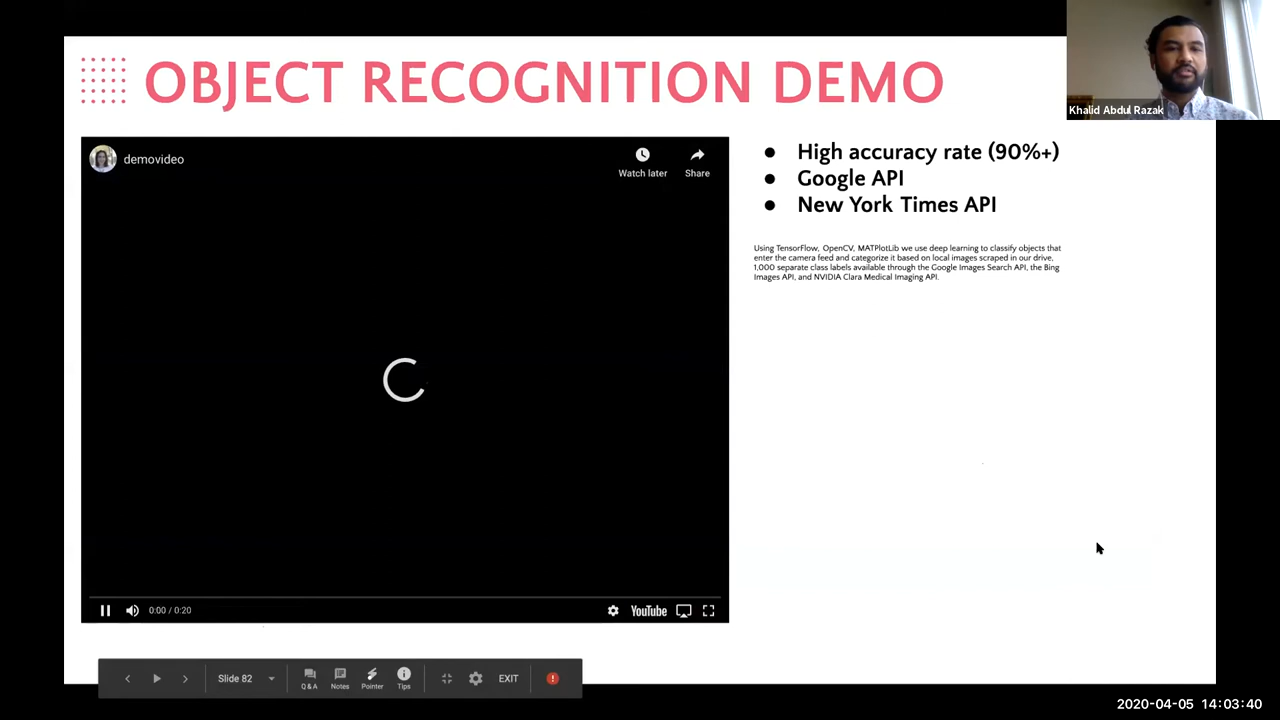 OBJECT RECOGNITION DEMO
Khalid Abdul Razak
demovideo
Watch later
Share
● High accuracy rate (90%+)
● Google API
● New York Times API
Using TensorFlow, OpenCV, MATPlotLib we use deep learning to classify objects that
enter the camera feed and categorize it based on local images scraped in our drive,
1,000 separate class labels available through the Google Images Search API, the Bing
Images API, and NVIDIA Clara Medical Imaging API.
0:00 / 0:20
YouTube
Slide 82
Q & A
Notes
Pointer
Tips
EXIT
2020-04-05 14:03:40